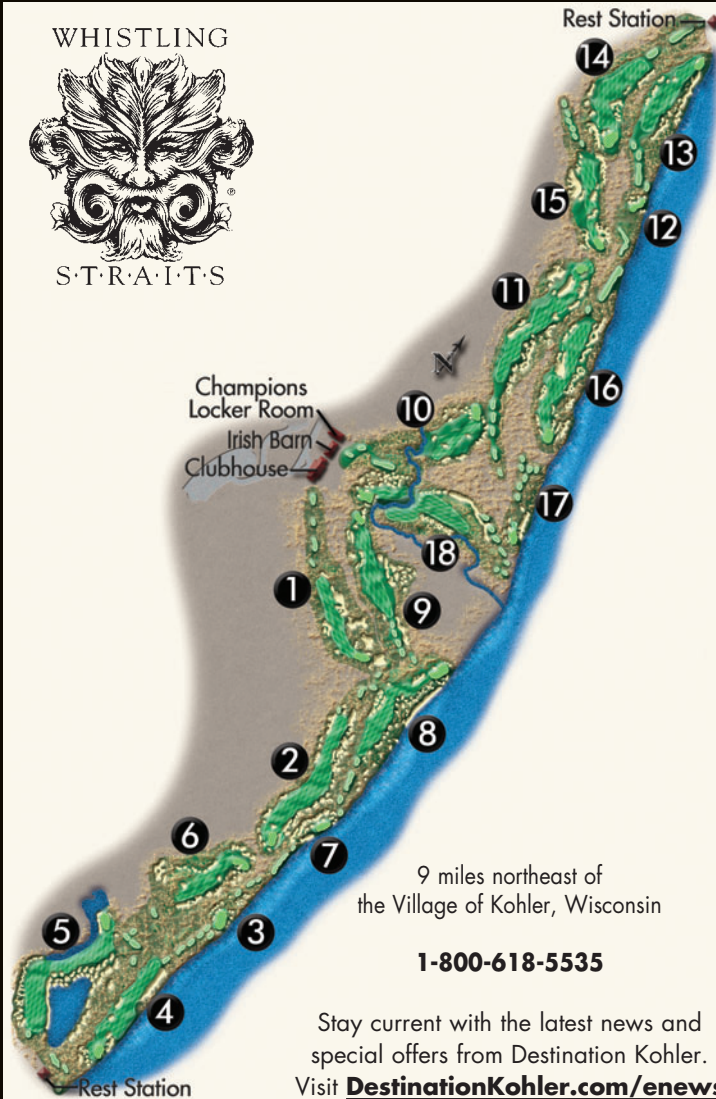 WHISTLING
S·T·R·A·I·T·S
Rest Station
14
13
15
12
11
16
Champions
Locker Room
Irish Barn
Clubhouse
10
N
17
18
1
9
8
2
7
6
3
5
4
Rest Station
9 miles northeast of
the Village of Kohler, Wisconsin
1-800-618-5535
Stay current with the latest news and
special offers from Destination Kohler.
Visit DestinationKohler.com/enews